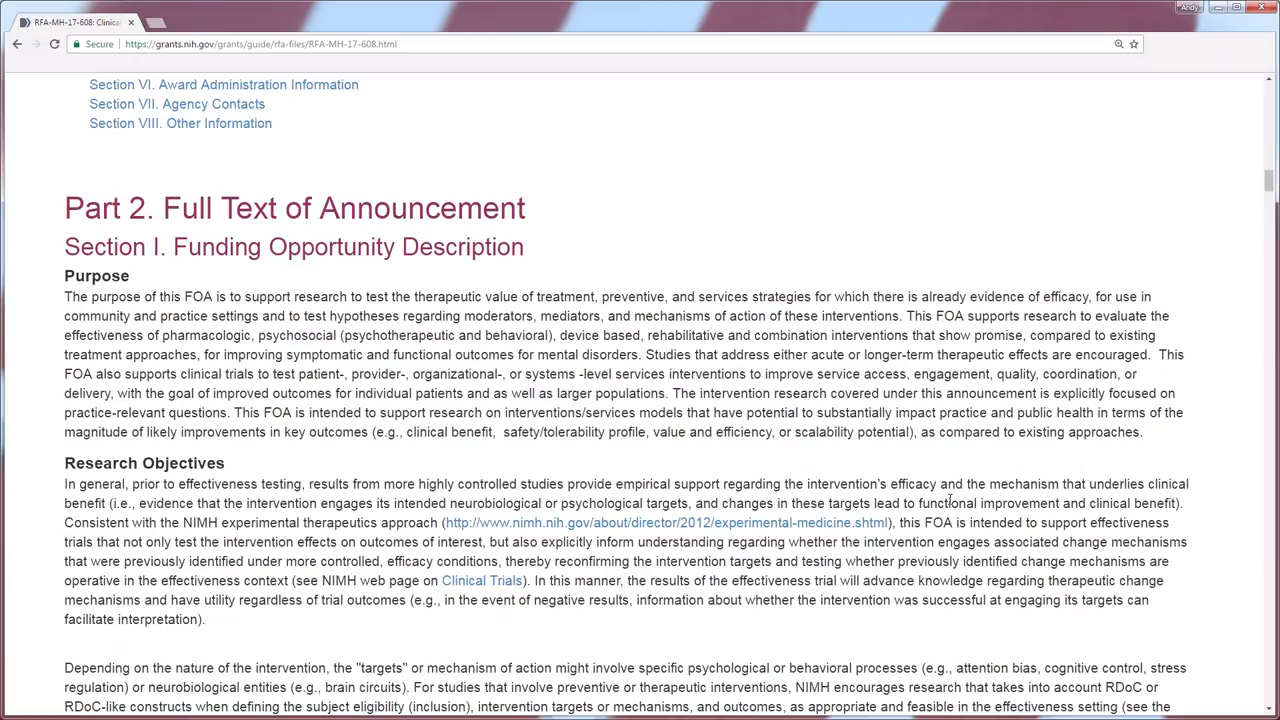 RFA-MH-17-608: Clinical
Andy
Secure
https://grants.nih.gov/grants/guide/rfa-files/RFA-MH-17-608.html
Section VI. Award Administration Information
Section VII. Agency Contacts
Section VIII. Other Information
Part 2. Full Text of Announcement
Section I. Funding Opportunity Description
Purpose
The purpose of this FOA is to support research to test the therapeutic value of treatment, preventive, and services strategies for which there is already evidence of efficacy, for use in
community and practice settings and to test hypotheses regarding moderators, mediators, and mechanisms of action of these interventions. This FOA supports research to evaluate the
effectiveness of pharmacologic, psychosocial (psychotherapeutic and behavioral), device based, rehabilitative and combination interventions that show promise, compared to existing
treatment approaches, for improving symptomatic and functional outcomes for mental disorders. Studies that address either acute or longer-term therapeutic effects are encouraged.  This
FOA also supports clinical trials to test patient-, provider-, organizational-, or systems -level services interventions to improve service access, engagement, quality, coordination, or
delivery, with the goal of improved outcomes for individual patients and as well as larger populations. The intervention research covered under this announcement is explicitly focused on
practice-relevant questions. This FOA is intended to support research on interventions/services models that have potential to substantially impact practice and public health in terms of the
magnitude of likely improvements in key outcomes (e.g., clinical benefit,  safety/tolerability profile, value and efficiency, or scalability potential), as compared to existing approaches.
Research Objectives
In general, prior to effectiveness testing, results from more highly controlled studies provide empirical support regarding the intervention's efficacy and the mechanism that underlies clinical
benefit (i.e., evidence that the intervention engages its intended neurobiological or psychological targets, and changes in these targets lead to functional improvement and clinical benefit).
Consistent with the NIMH experimental therapeutics approach (http://www.nimh.nih.gov/about/director/2012/experimental-medicine.shtml), this FOA is intended to support effectiveness
trials that not only test the intervention effects on outcomes of interest, but also explicitly inform understanding regarding whether the intervention engages associated change mechanisms
that were previously identified under more controlled, efficacy conditions, thereby reconfirming the intervention targets and testing whether previously identified change mechanisms are
operative in the effectiveness context (see NIMH web page on Clinical Trials). In this manner, the results of the effectiveness trial will advance knowledge regarding therapeutic change
mechanisms and have utility regardless of trial outcomes (e.g., in the event of negative results, information about whether the intervention was successful at engaging its targets can
facilitate interpretation).
Depending on the nature of the intervention, the "targets" or mechanism of action might involve specific psychological or behavioral processes (e.g., attention bias, cognitive control, stress
regulation) or neurobiological entities (e.g., brain circuits). For studies that involve preventive or therapeutic interventions, NIMH encourages research that takes into account RDoC or
RDoC-like constructs when defining the subject eligibility (inclusion), intervention targets or mechanisms, and outcomes, as appropriate and feasible in the effectiveness setting (see the